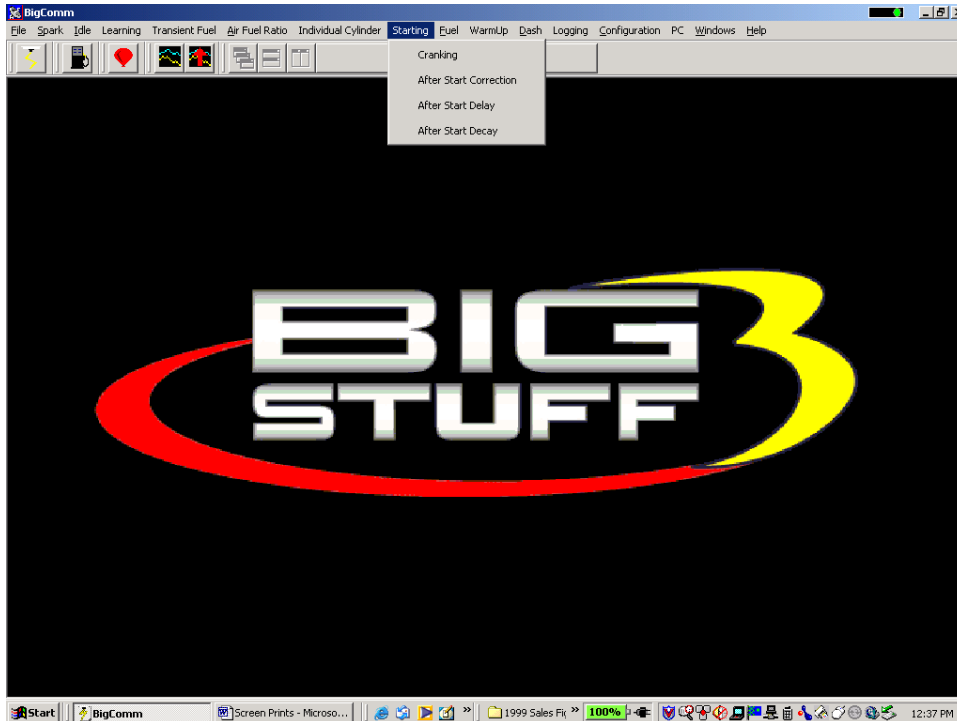 BigComm
File Spark Idle Learning Transient Fuel Air Fuel Ratio Individual Cylinder Starting Fuel WarmUp Dash Logging Configuration PC Windows Help
Cranking
After Start Correction
After Start Delay
After Start Decay
BIG
STUFF 3
Start BigComm Screen Prints - Microso... » 1999 Sales Fi( » 100% 12:37 PM